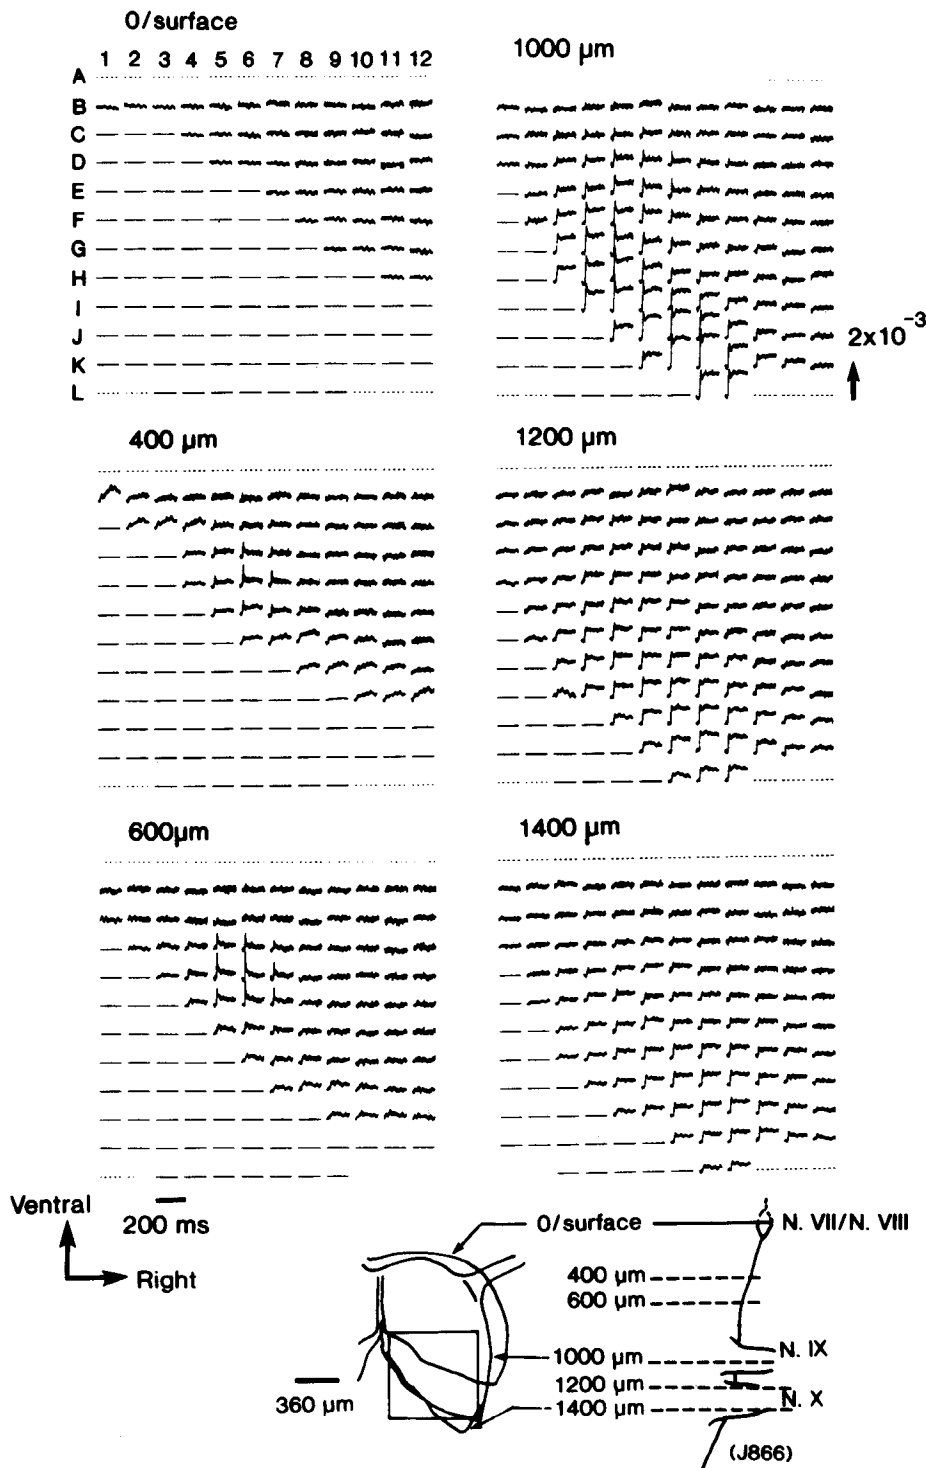 0/surface
1 2 3 4 5 6 7 8 9 10 11 12
A
B
C
D
E
F
G
H
I
J
K
L
1000 µm
2x10⁻³
400 µm
1200 µm
600µm
1400 µm
200 ms
Ventral
Right
0/surface
N. VII/N. VIII
400 µm
600 µm
N. IX
1000 µm
1200 µm
N. X
1400 µm
360 µm
(J866)